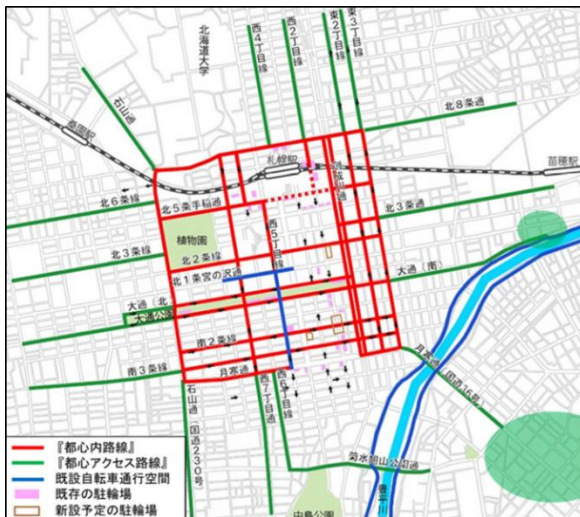 北海道大学
西4丁目線
西2丁目線
東2丁目線
東3丁目線
石山通
桑園駅
北8条通
札幌駅
苗穂駅
創成川通
北6条線
北5条手稲通
北3条通
植物園
西5丁目線
北3条線
北2条線
北1条宮の沢通
大通(北)
大通公園
大通(南)
南2条線
南3条線
月寒通
月寒通
国道36号
石山通
国道230号
西7丁目線
西6丁目線
菊水旭山公園通
豊平川
中島公園
『都心内路線』
『都心アクセス路線』
既設自転車通行空間
既存の駐輪場
新設予定の駐輪場